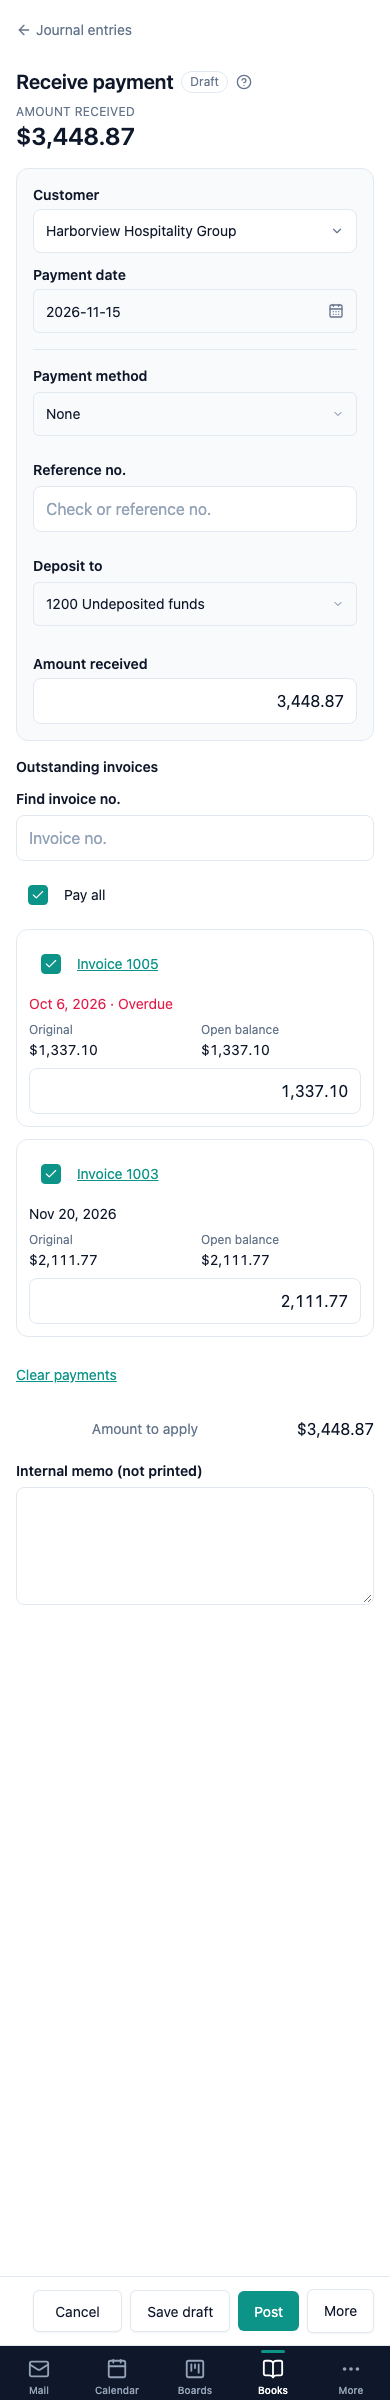 Journal entries
Receive payment Draft
AMOUNT RECEIVED
$3,448.87
Customer
Harborview Hospitality Group
Payment date
2026-11-15
Payment method
None
Reference no.
Check or reference no.
Deposit to
1200 Undeposited funds
Amount received
3,448.87
Outstanding invoices
Find invoice no.
Invoice no.
Pay all
Invoice 1005
Oct 6, 2026 · Overdue
Original Open balance
$1,337.10 $1,337.10
1,337.10
Invoice 1003
Nov 20, 2026
Original Open balance
$2,111.77 $2,111.77
2,111.77
Clear payments
Amount to apply $3,448.87
Internal memo (not printed)
Cancel Save draft Post More
Mail Calendar Boards Books More